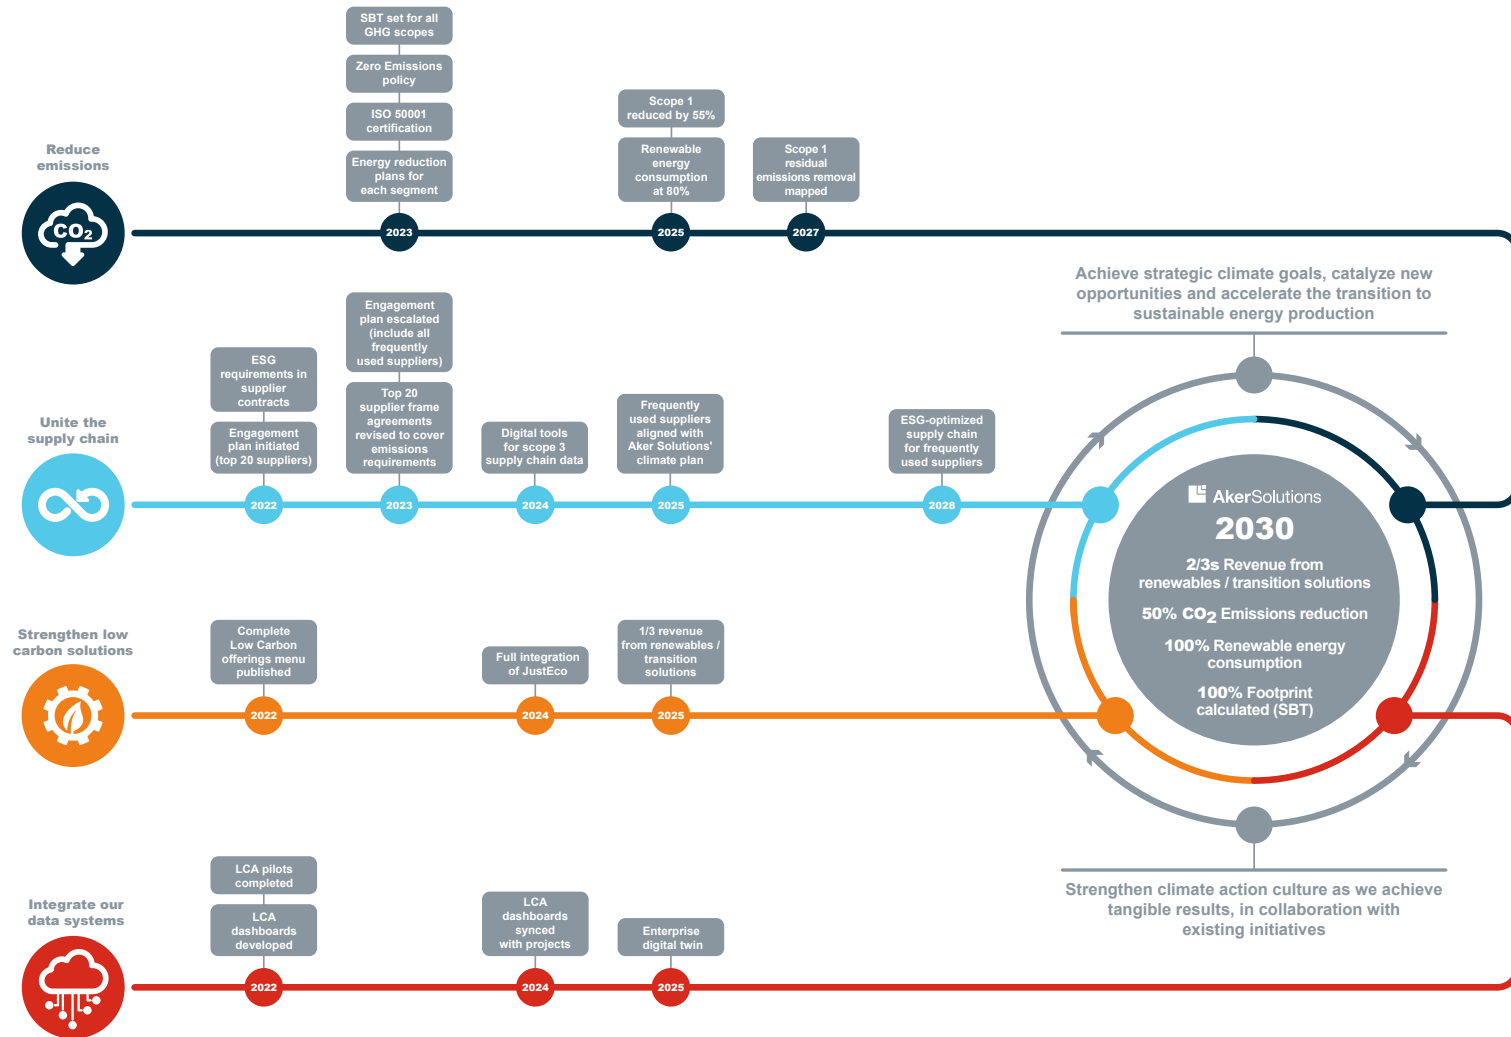 Reduce
emissions
CO2
SBT set for all
GHG scopes
Zero Emissions
policy
ISO 50001
certification
Energy reduction
plans for
each segment
2023
Scope 1
reduced by 55%
Renewable
energy
consumption
at 80%
2025
Scope 1
residual
emissions removal
mapped
2027
Unite the
supply chain
ESG
requirements in
supplier
contracts
Engagement
plan initiated
(top 20 suppliers)
2022
Engagement
plan escalated
(include all
frequently
used suppliers)
Top 20
supplier frame
agreements
revised to cover
emissions
requirements
2023
Digital tools
for scope 3
supply chain data
2024
Frequently
used suppliers
aligned with
Aker Solutions'
climate plan
2025
ESG-optimized
supply chain
for frequently
used suppliers
2028
Strengthen low
carbon solutions
Complete
Low Carbon
offerings menu
published
2022
Full integration
of JustEco
2024
1/3 revenue
from renewables /
transition
solutions
2025
Integrate our
data systems
LCA pilots
completed
LCA
dashboards
developed
2022
LCA
dashboards
synced
with projects
2024
Enterprise
digital twin
2025
Achieve strategic climate goals, catalyze new
opportunities and accelerate the transition to
sustainable energy production
AkerSolutions
2030
2/3s Revenue from
renewables / transition solutions
50% CO2 Emissions reduction
100% Renewable energy
consumption
100% Footprint
calculated (SBT)
Strengthen climate action culture as we achieve
tangible results, in collaboration with
existing initiatives